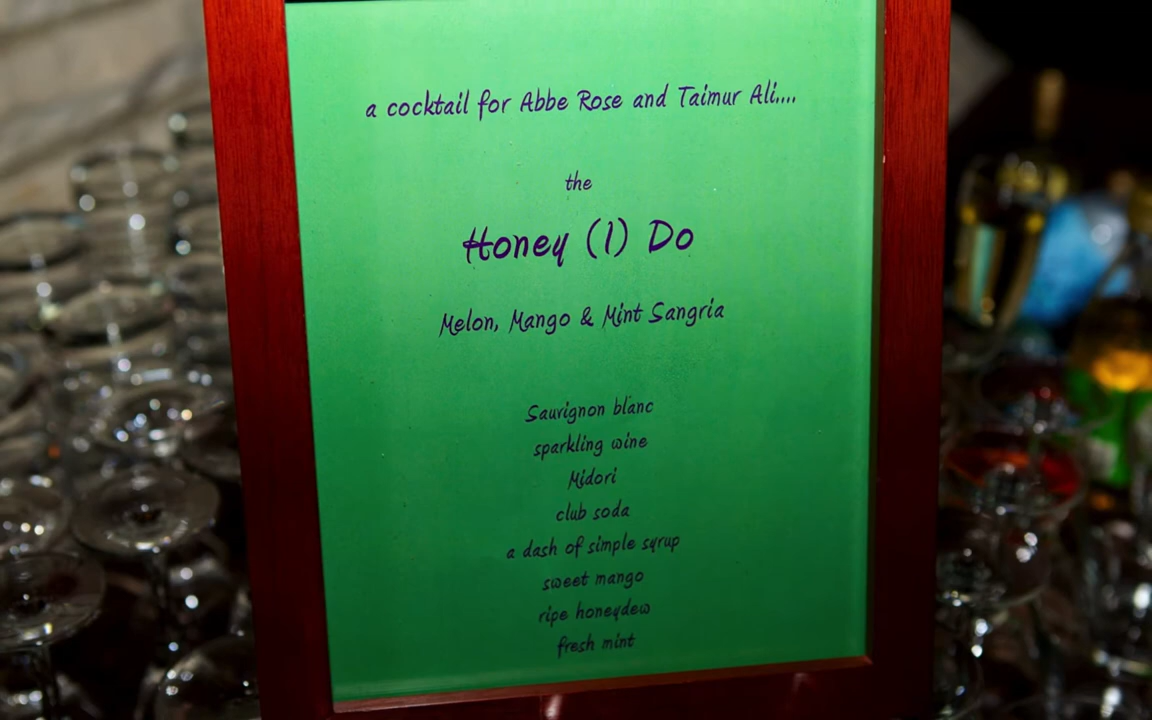 a cocktail for Abbe Rose and Taimur Ali....
the
Honey (I) Do
Melon, Mango & Mint Sangria
Sauvignon blanc
sparkling wine
Midori
club soda
a dash of simple syrup
sweet mango
ripe honeydew
fresh mint